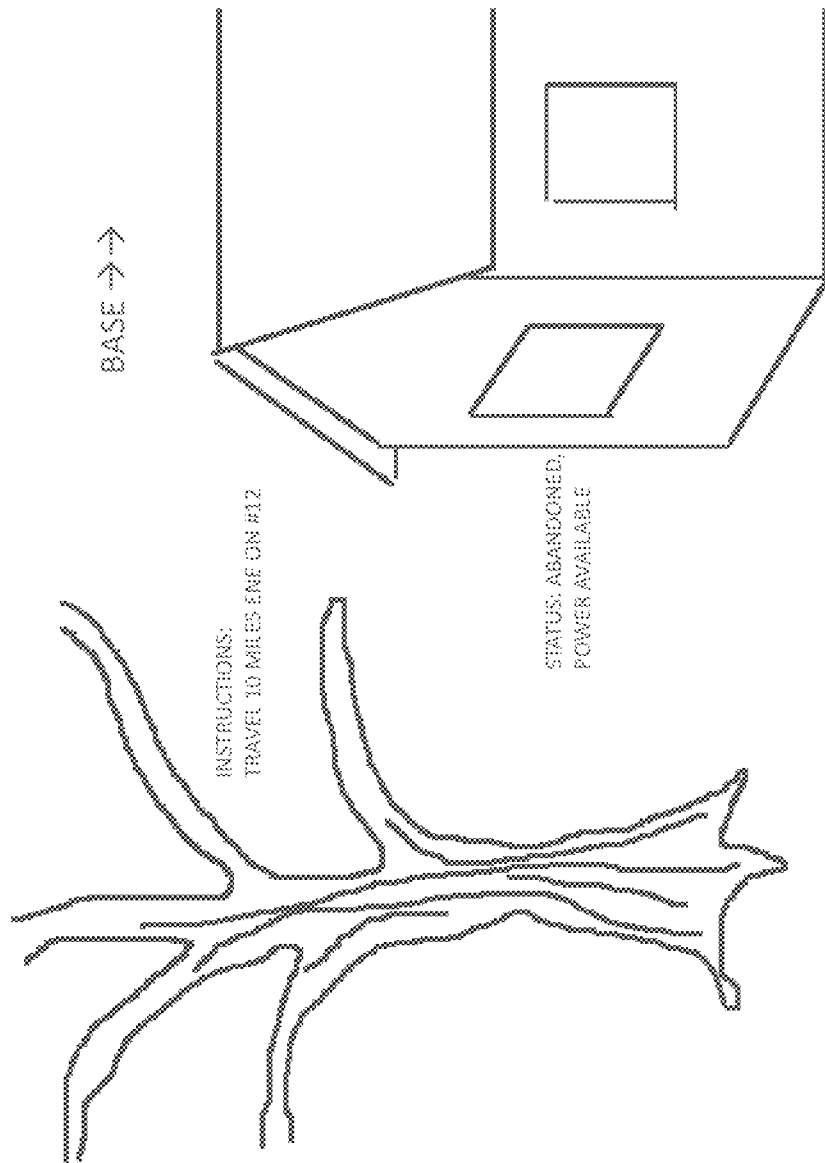 BASE →→
INSTRUCTIONS:
TRAVEL 10 MILES ENE ON #12
STATUS: ABANDONED,
POWER AVAILABLE